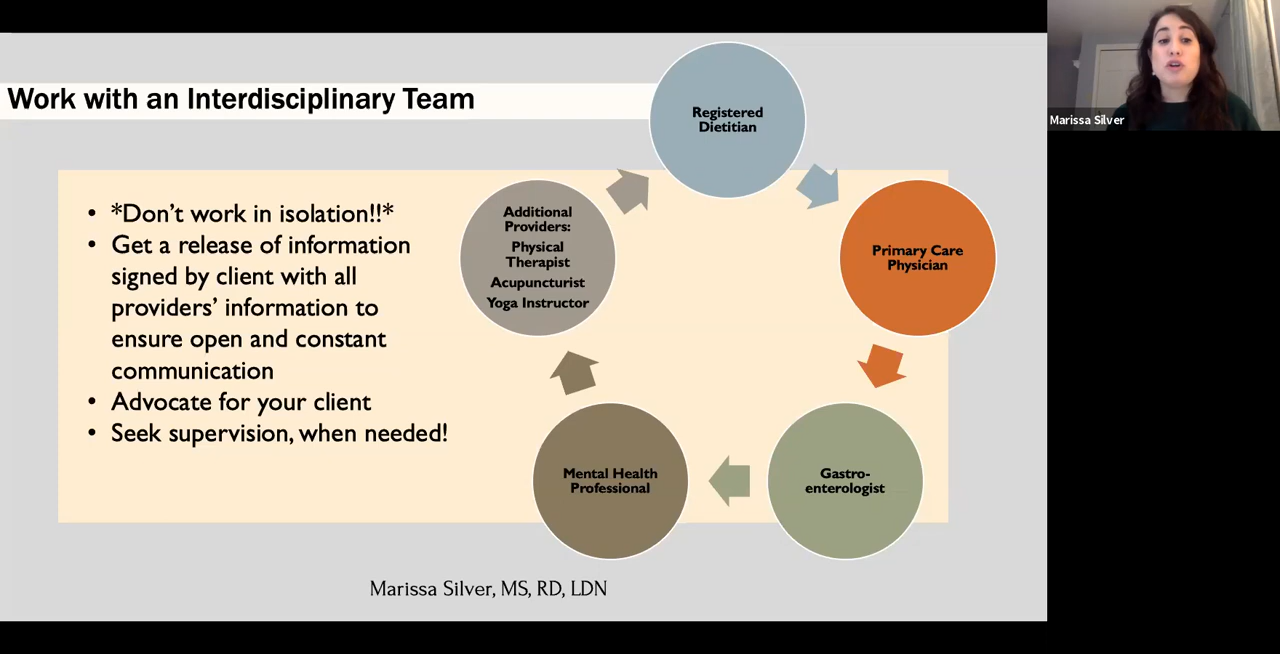 Work with an Interdisciplinary Team
• *Don’t work in isolation!!*
• Get a release of information
signed by client with all
providers’ information to
ensure open and constant
communication
• Advocate for your client
• Seek supervision, when needed!
Registered
Dietitian
Primary Care
Physician
Gastro-
enterologist
Mental Health
Professional
Additional
Providers:
Physical
Therapist
Acupuncturist
Yoga Instructor
Marissa Silver, MS, RD, LDN
Marissa Silver